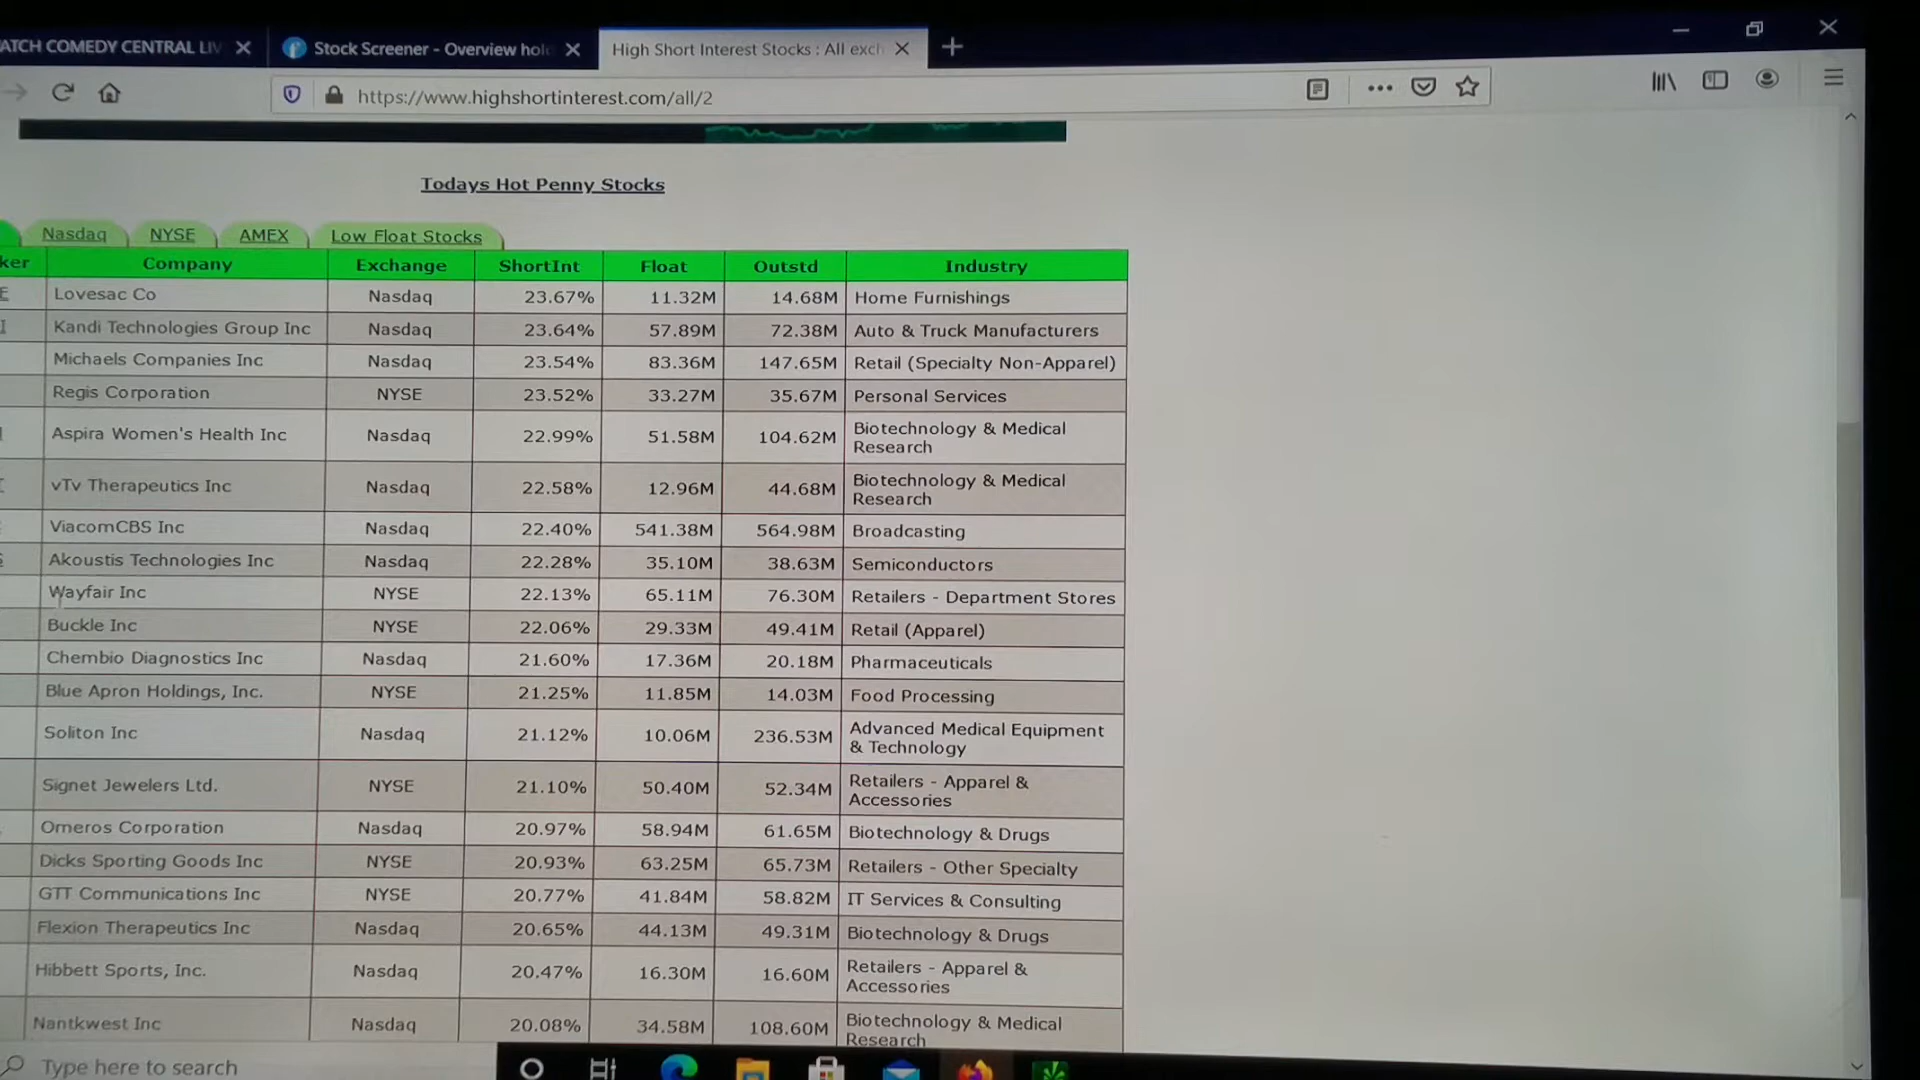 ATCH COMEDY CENTRAL LIV
Stock Screener - Overview hol
High Short Interest Stocks : All exch
https://www.highshortinterest.com/all/2
Todays Hot Penny Stocks
Nasdaq NYSE AMEX Low Float Stocks
ker Company Exchange ShortInt Float Outstd Industry
E Lovesac Co Nasdaq 23.67% 11.32M 14.68M Home Furnishings
I Kandi Technologies Group Inc Nasdaq 23.64% 57.89M 72.38M Auto & Truck Manufacturers
Michaels Companies Inc Nasdaq 23.54% 83.36M 147.65M Retail (Specialty Non-Apparel)
Regis Corporation NYSE 23.52% 33.27M 35.67M Personal Services
Aspira Women's Health Inc Nasdaq 22.99% 51.58M 104.62M Biotechnology & Medical
Research
vTv Therapeutics Inc Nasdaq 22.58% 12.96M 44.68M Biotechnology & Medical
Research
ViacomCBS Inc Nasdaq 22.40% 541.38M 564.98M Broadcasting
S Akoustis Technologies Inc Nasdaq 22.28% 35.10M 38.63M Semiconductors
Wayfair Inc NYSE 22.13% 65.11M 76.30M Retailers - Department Stores
Buckle Inc NYSE 22.06% 29.33M 49.41M Retail (Apparel)
Chembio Diagnostics Inc Nasdaq 21.60% 17.36M 20.18M Pharmaceuticals
Blue Apron Holdings, Inc. NYSE 21.25% 11.85M 14.03M Food Processing
Soliton Inc Nasdaq 21.12% 10.06M 236.53M Advanced Medical Equipment
& Technology
Signet Jewelers Ltd. NYSE 21.10% 50.40M 52.34M Retailers - Apparel &
Accessories
Omeros Corporation Nasdaq 20.97% 58.94M 61.65M Biotechnology & Drugs
Dicks Sporting Goods Inc NYSE 20.93% 63.25M 65.73M Retailers - Other Specialty
GTT Communications Inc NYSE 20.77% 41.84M 58.82M IT Services & Consulting
Flexion Therapeutics Inc Nasdaq 20.65% 44.13M 49.31M Biotechnology & Drugs
Hibbett Sports, Inc. Nasdaq 20.47% 16.30M 16.60M Retailers - Apparel &
Accessories
Nantkwest Inc Nasdaq 20.08% 34.58M 108.60M Biotechnology & Medical
Research
Type here to search